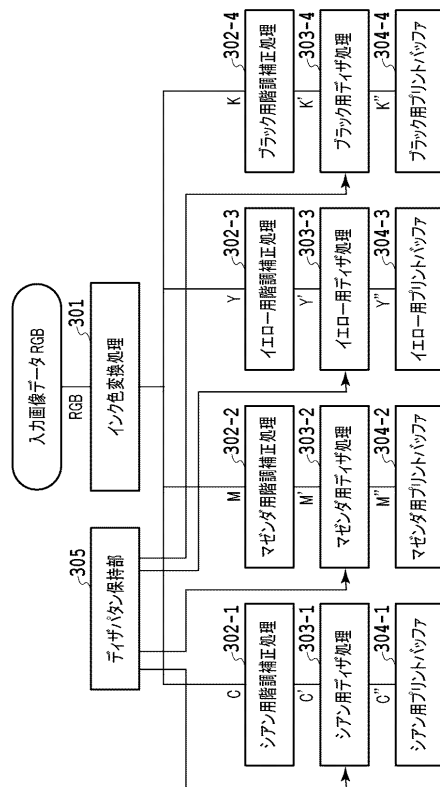 入力画像データRGB
RGB
301
インク色変換処理
305
ディザパタン保持部
C
302-1
シアン用階調補正処理
C'
303-1
シアン用ディザ処理
C"
304-1
シアン用プリントバッファ
M
302-2
マゼンダ用階調補正処理
M'
303-2
マゼンダ用ディザ処理
M"
304-2
マゼンダ用プリントバッファ
Y
302-3
イエロー用階調補正処理
Y'
303-3
イエロー用ディザ処理
Y"
304-3
イエロー用プリントバッファ
K
302-4
ブラック用階調補正処理
K'
303-4
ブラック用ディザ処理
K"
304-4
ブラック用プリントバッファ